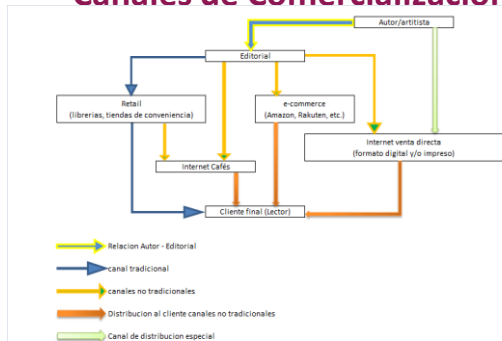 Canales de Comercialización
Autor/artitista
Editorial
Retail
(librerias, tiendas de conveniencia)
e-commerce
(Amazon, Rakuten, etc.)
Internet venta directa
(formato digital y/o impreso)
Internet Cafés
Cliente final (Lector)
Relacion Autor - Editorial
canal tradicional
canales no tradicionales
Distribucion al cliente canales no tradicionales
Canal de distribucion especial